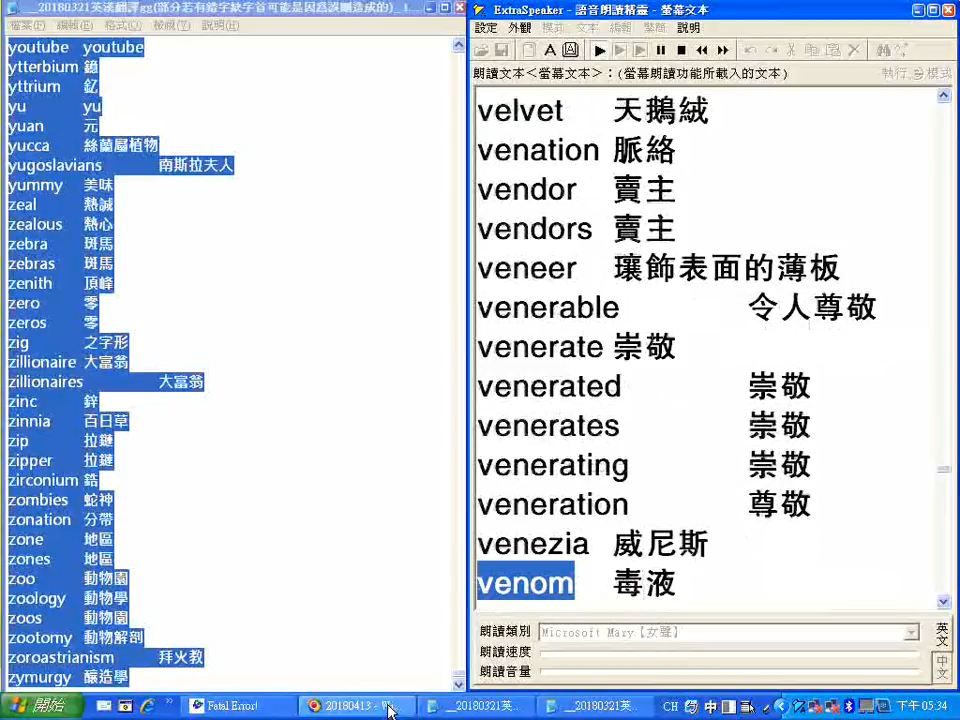 __20180321英漢翻譯gg(部分若有錯字缺字首可能是因為誤刪造成的)_
檔案(F) 編輯(E) 格式(O) 檢視(V) 說明(H)
youtube youtube
ytterbium 鐿
yttrium 釔
yu yu
yuan 元
yucca 絲蘭屬植物
yugoslavians 南斯拉夫人
yummy 美味
zeal 熱誠
zealous 熱心
zebra 斑馬
zebras 斑馬
zenith 頂峰
zero 零
zeros 零
zig 之字形
zillionaire 大富翁
zillionaires 大富翁
zinc 鋅
zinnia 百日草
zip 拉鏈
zipper 拉鏈
zirconium 鋯
zombies 蛇神
zonation 分帶
zone 地區
zones 地區
zoo 動物園
zoology 動物學
zoos 動物園
zootomy 動物解剖
zoroastrianism 拜火教
zymurgy 釀造學
ExtraSpeaker - 語音朗讀精靈 - 螢幕文本
設定 外觀 模式 文本 編輯 繁簡 說明
朗讀文本<螢幕文本>：(螢幕朗讀功能所載入的文本)
velvet 天鵝絨
venation 脈絡
vendor 賣主
vendors 賣主
veneer 瓖飾表面的薄板
venerable 令人尊敬
venerate 崇敬
venerated 崇敬
venerates 崇敬
venerating 崇敬
veneration 尊敬
venezia 威尼斯
venom 毒液
朗讀類別 Microsoft Mary【女聲】
朗讀速度
朗讀音量
英文
中文
開始 Fatal Error! 20180413 - __20180321英... __20180321英... CH 中 下午 05:34